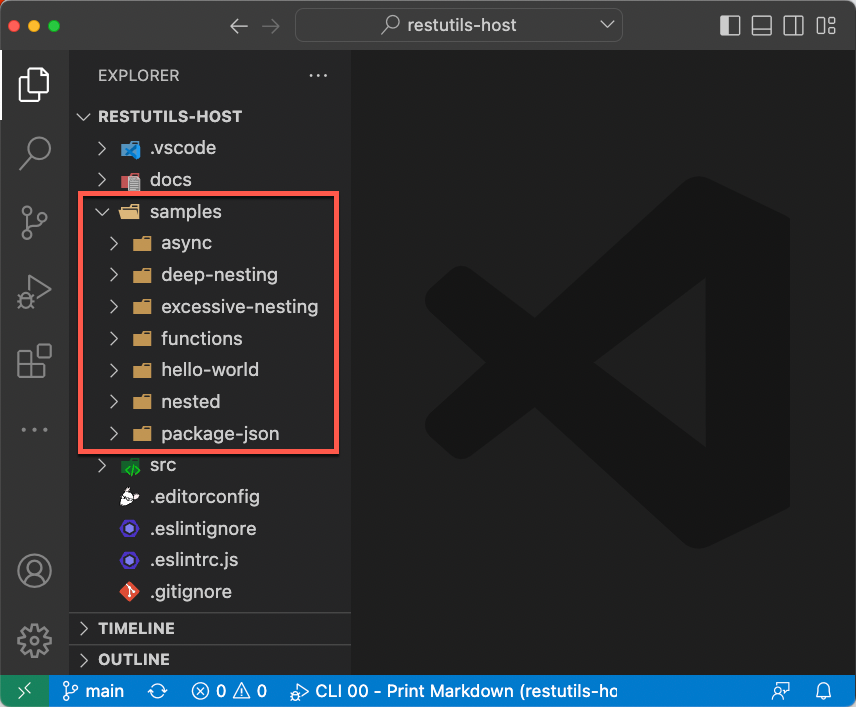 restutils-host
EXPLORER
RESTUTILS-HOST
.vscode
docs
samples
async
deep-nesting
excessive-nesting
functions
hello-world
nested
package-json
src
.editorconfig
.eslintignore
.eslintrc.js
.gitignore
TIMELINE
OUTLINE
main 0 0 CLI 00 - Print Markdown (restutils-ho